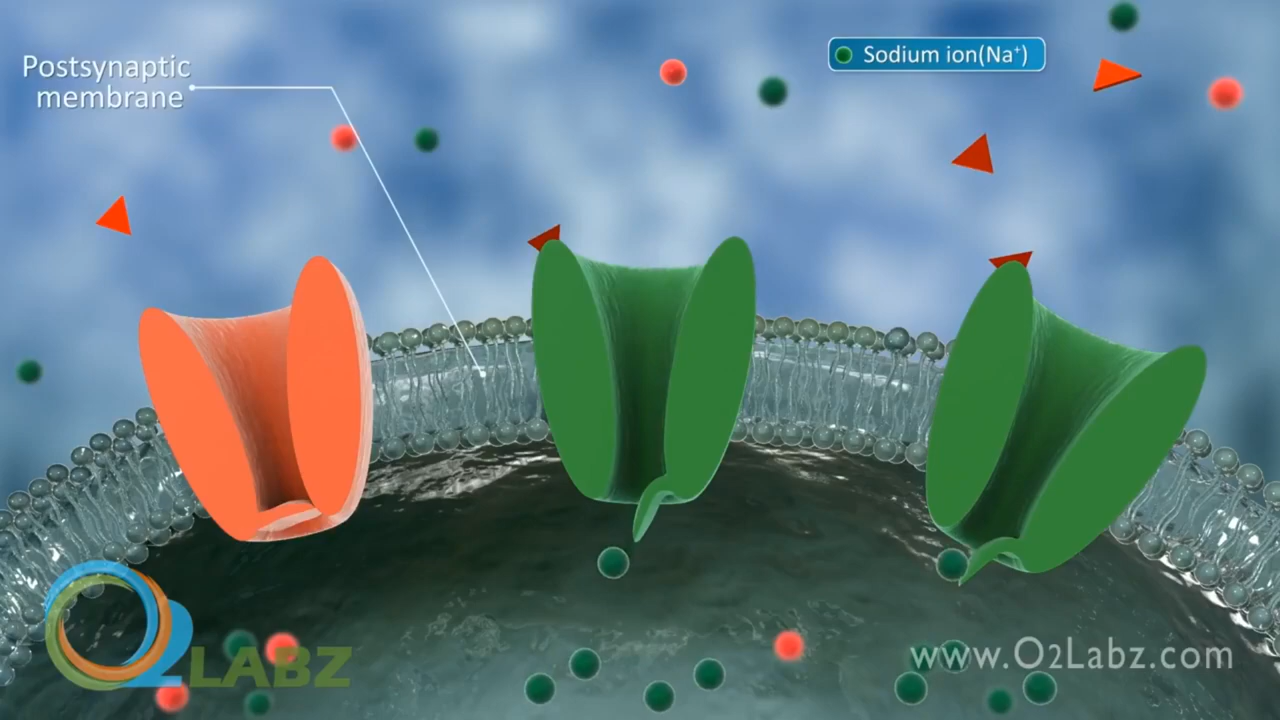 Postsynaptic
membrane
Sodium ion(Na⁺)
O2LABZ
www.O2Labz.com